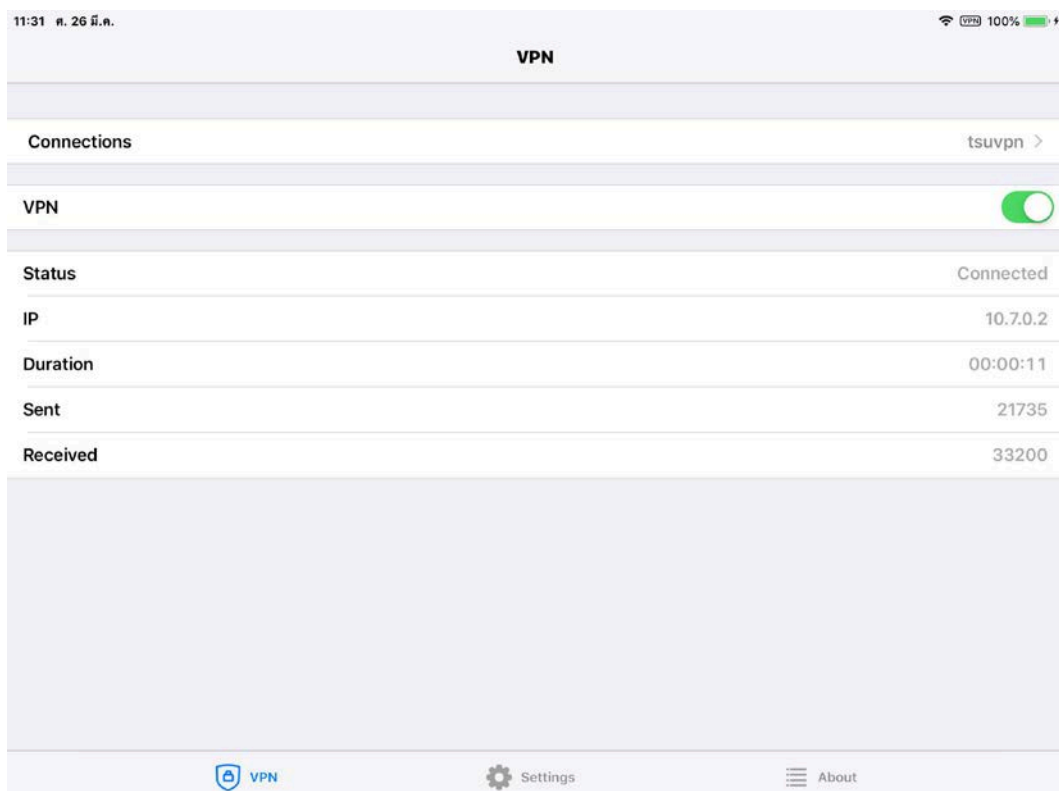 11:31 ศ. 26 มี.ค. VPN 100%
VPN
Connections tsuvpn
VPN
Status Connected
IP 10.7.0.2
Duration 00:00:11
Sent 21735
Received 33200
VPN Settings About